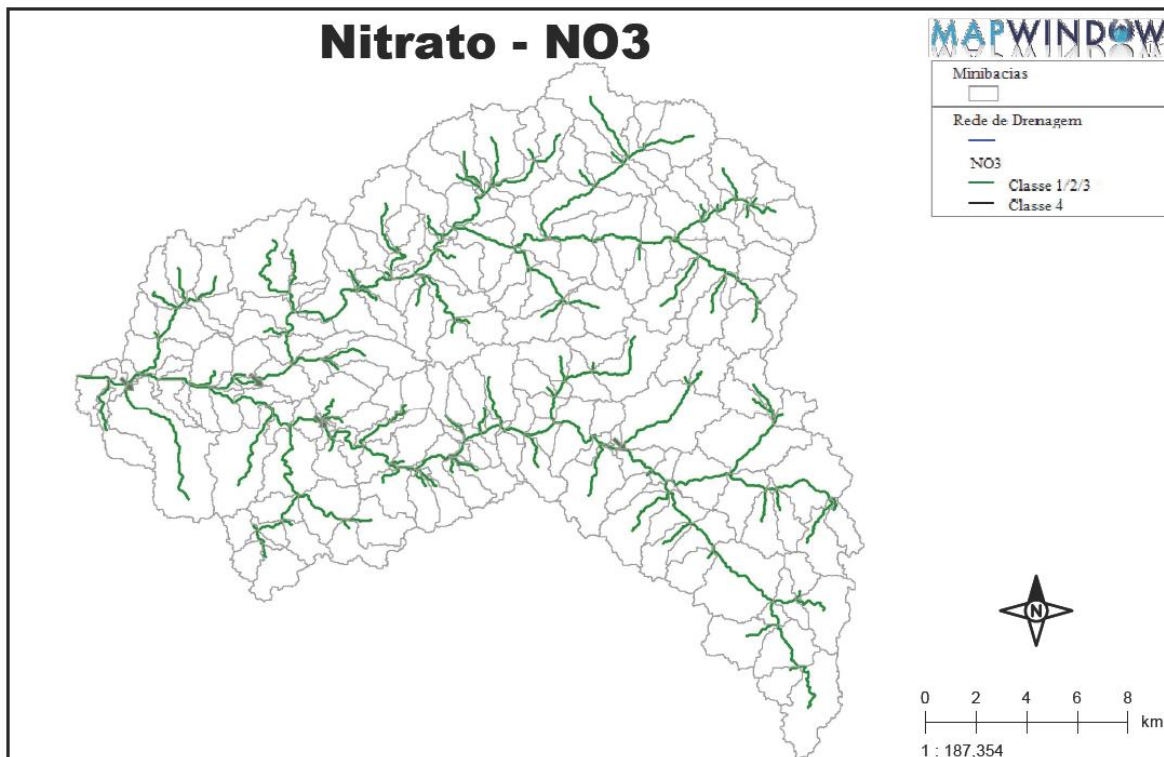 Nitrato - NO3
MAPWINDOW
Minibacias
Rede de Drenagem
NO3
Classe 1/2/3
Classe 4
N
0 2 4 6 8
km
1 : 187.354